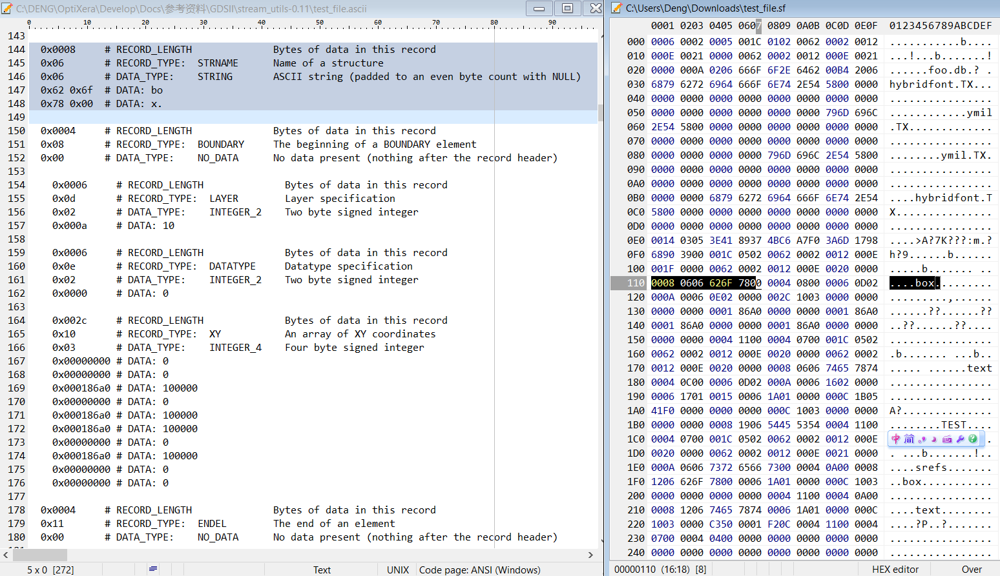 C:\DENG\OptiXera\Develop\Docs\参考资料\GDSII\stream_utils-0.11\test_file.ascii
0 10 20 30 40 50 60 70 80 90
143
144 0x0008 # RECORD_LENGTH Bytes of data in this record
145 0x06 # RECORD_TYPE: STRNAME Name of a structure
146 0x06 # DATA_TYPE: STRING ASCII string (padded to an even byte count with NULL)
147 0x62 0x6f # DATA: bo
148 0x78 0x00 # DATA: x.
149
150 0x0004 # RECORD_LENGTH Bytes of data in this record
151 0x08 # RECORD_TYPE: BOUNDARY The beginning of a BOUNDARY element
152 0x00 # DATA_TYPE: NO_DATA No data present (nothing after the record header)
153
154 0x0006 # RECORD_LENGTH Bytes of data in this record
155 0x0d # RECORD_TYPE: LAYER Layer specification
156 0x02 # DATA_TYPE: INTEGER_2 Two byte signed integer
157 0x000a # DATA: 10
158
159 0x0006 # RECORD_LENGTH Bytes of data in this record
160 0x0e # RECORD_TYPE: DATATYPE Datatype specification
161 0x02 # DATA_TYPE: INTEGER_2 Two byte signed integer
162 0x0000 # DATA: 0
163
164 0x002c # RECORD_LENGTH Bytes of data in this record
165 0x10 # RECORD_TYPE: XY An array of XY coordinates
166 0x03 # DATA_TYPE: INTEGER_4 Four byte signed integer
167 0x00000000 # DATA: 0
168 0x00000000 # DATA: 0
169 0x000186a0 # DATA: 100000
170 0x00000000 # DATA: 0
171 0x000186a0 # DATA: 100000
172 0x000186a0 # DATA: 100000
173 0x00000000 # DATA: 0
174 0x000186a0 # DATA: 100000
175 0x00000000 # DATA: 0
176 0x00000000 # DATA: 0
177
178 0x0004 # RECORD_LENGTH Bytes of data in this record
179 0x11 # RECORD_TYPE: ENDEL The end of an element
180 0x00 # DATA_TYPE: NO_DATA No data present (nothing after the record header)
5 x 0 [272] Text UNIX Code page: ANSI (Windows)
C:\Users\Deng\Downloads\test_file.sf
0001 0203 0405 0607 0809 0A0B 0C0D 0E0F 0123456789ABCDEF
000 0006 0002 0005 001C 0102 0062 0002 0012 ...........b....
010 000E 0021 0000 0062 0002 0012 000E 0021 ...!...b.......!
020 0000 000A 0206 666F 6F2E 6462 00B4 2006 ......foo.db.? .
030 6879 6272 6964 666F 6E74 2E54 5800 0000 hybridfont.TX...
040 0000 0000 0000 0000 0000 0000 0000 0000 ................
050 0000 0000 0000 0000 0000 0000 796D 696C ............ymil
060 2E54 5800 0000 0000 0000 0000 0000 0000 .TX.............
070 0000 0000 0000 0000 0000 0000 0000 0000 ................
080 0000 0000 0000 0000 796D 696C 2E54 5800 ........ymil.TX.
090 0000 0000 0000 0000 0000 0000 0000 0000 ................
0A0 0000 0000 0000 0000 0000 0000 0000 0000 ................
0B0 0000 0000 6879 6272 6964 666F 6E74 2E54 ....hybridfont.T
0C0 5800 0000 0000 0000 0000 0000 0000 0000 X...............
0D0 0000 0000 0000 0000 0000 0000 0000 0000 ................
0E0 0014 0305 3E41 8937 4BC6 A7F0 3A6D 1798 ....>A?7K???:m.?
0F0 6890 3900 001C 0502 0062 0002 0012 000E h?9......b......
100 001F 0000 0062 0002 0012 000E 0020 0000 .....b....... ..
110 0008 0606 626F 7800 0004 0800 0006 0D02 ....box.........
120 000A 0006 0E02 0000 002C 1003 0000 0000 .........,......
130 0000 0000 0001 86A0 0000 0000 0001 86A0 ......??......??
140 0001 86A0 0000 0000 0001 86A0 0000 0000 ..??......??....
150 0000 0000 0004 1100 0004 0700 001C 0502 ................
160 0062 0002 0012 000E 0020 0000 0062 0002 .b....... ...b..
170 0012 000E 0020 0000 0008 0606 7465 7874 ..... ......text
180 0004 0C00 0006 0D02 000A 0006 1602 0000 ................
190 0006 1701 0015 0006 1A01 0000 000C 1B05 ................
1A0 41F0 0000 0000 0000 000C 1003 0000 0000 A?..............
1B0 0000 0000 0008 1906 5445 5354 0004 1100 ........TEST....
1C0 0004 0700 001C 0502 0062 0002 0012 000E .
中 简
1D0 0020 0000 0062 0002 0012 000E 0021 0000 . ...b.......!..
1E0 000A 0606 7372 6566 7300 0004 0A00 0008 ....srefs.......
1F0 1206 626F 7800 0006 1A01 0000 000C 1003 ..box...........
200 0000 0000 0000 0000 0004 1100 0004 0A00 ................
210 0008 1206 7465 7874 0006 1A01 0000 000C ....text........
220 1003 0000 C350 0001 F20C 0004 1100 0004 ....?P..?.......
230 0700 0004 0400 0000 0000 0000 0000 0000 ................
240 0000 0000 0000 0000 0000 0000 0000 0000 ................
00000110 (16:18) [8] HEX editor Over